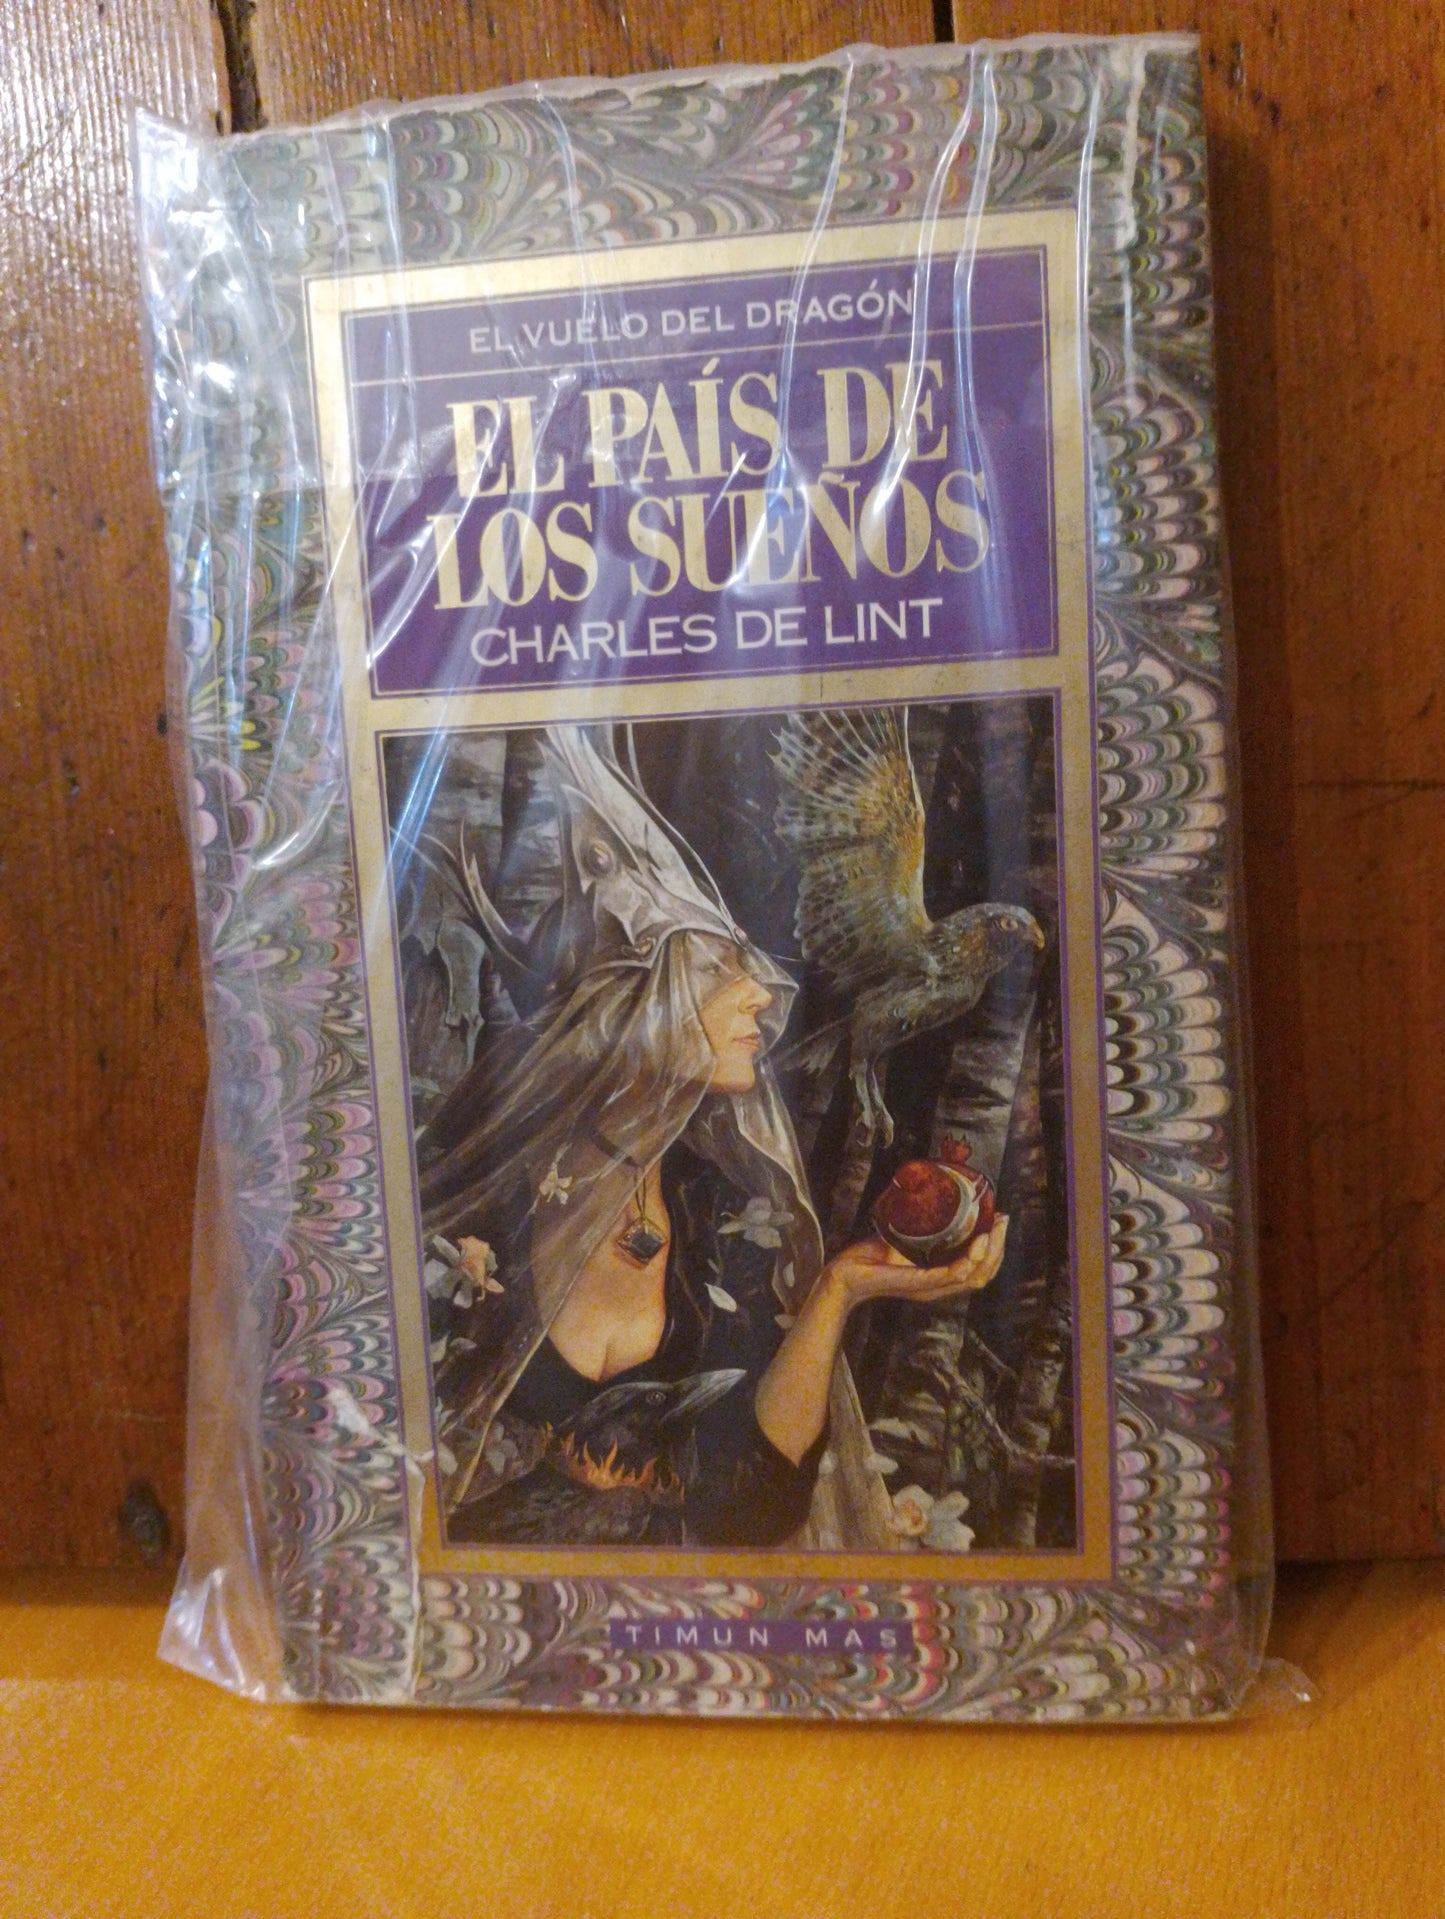 EL VUELO DEL DRAGÓN
EL PAÍS DE
LOS SUEÑOS
CHARLES DE LINT
TIMUN MAS